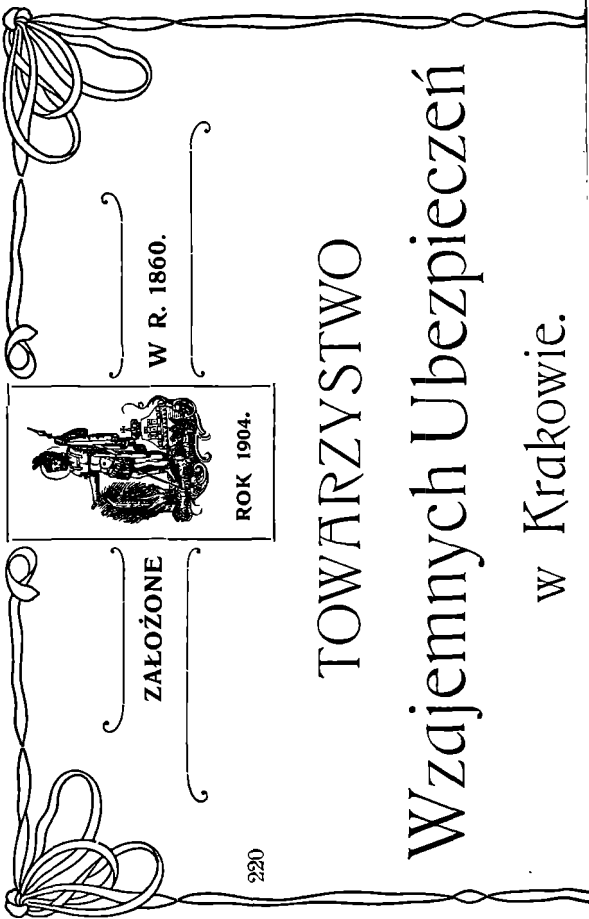 ZAŁOŻONE W R. 1860.
ROK 1904.
220
TOWARZYSTWO
Wzajemnych Ubezpieczeń
w Krakowie.